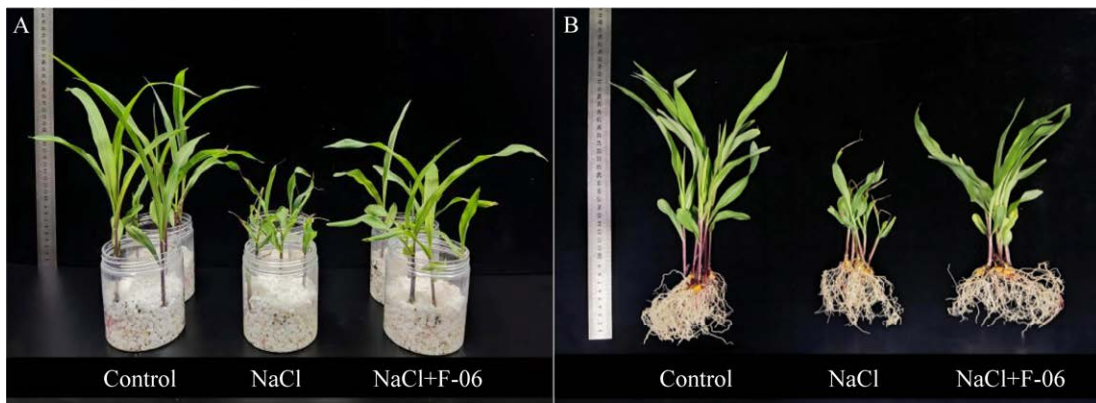 A
B
Control
NaCl
NaCl+F-06
Control
NaCl
NaCl+F-06